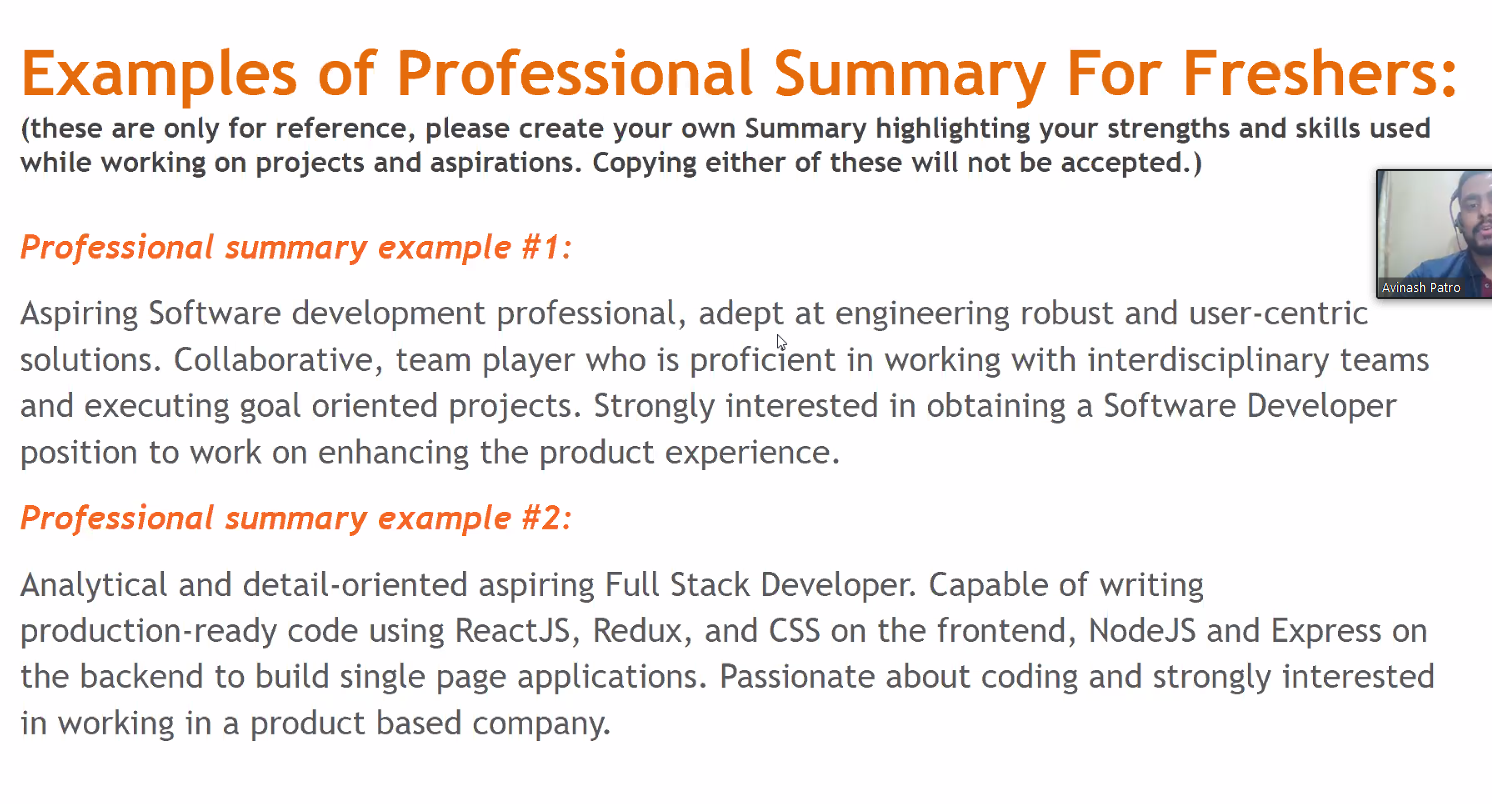 Examples of Professional Summary For Freshers:
(these are only for reference, please create your own Summary highlighting your strengths and skills used
while working on projects and aspirations. Copying either of these will not be accepted.)
Professional summary example #1:
Aspiring Software development professional, adept at engineering robust and user-centric
solutions. Collaborative, team player who is proficient in working with interdisciplinary teams
and executing goal oriented projects. Strongly interested in obtaining a Software Developer
position to work on enhancing the product experience.
Avinash Patro
Professional summary example #2:
Analytical and detail-oriented aspiring Full Stack Developer. Capable of writing
production-ready code using ReactJS, Redux, and CSS on the frontend, NodeJS and Express on
the backend to build single page applications. Passionate about coding and strongly interested
in working in a product based company.